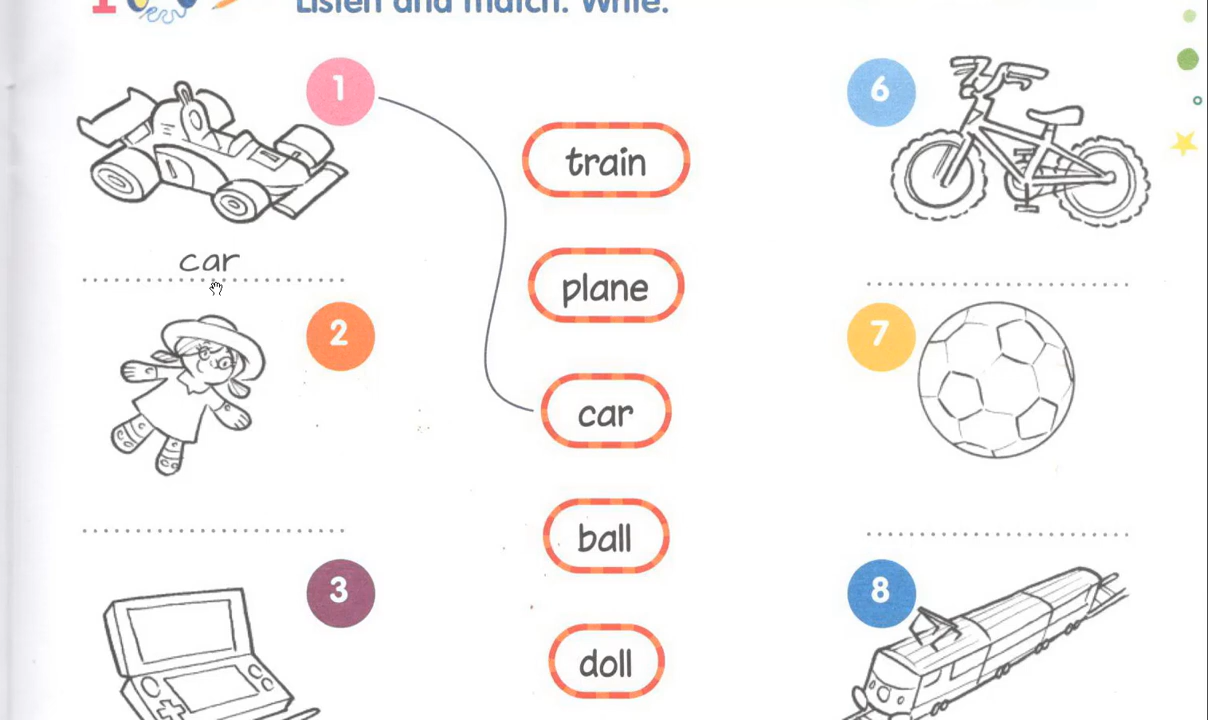 Listen and match. Write.
1
train
plane
car
ball
doll
car
2
3
6
7
8